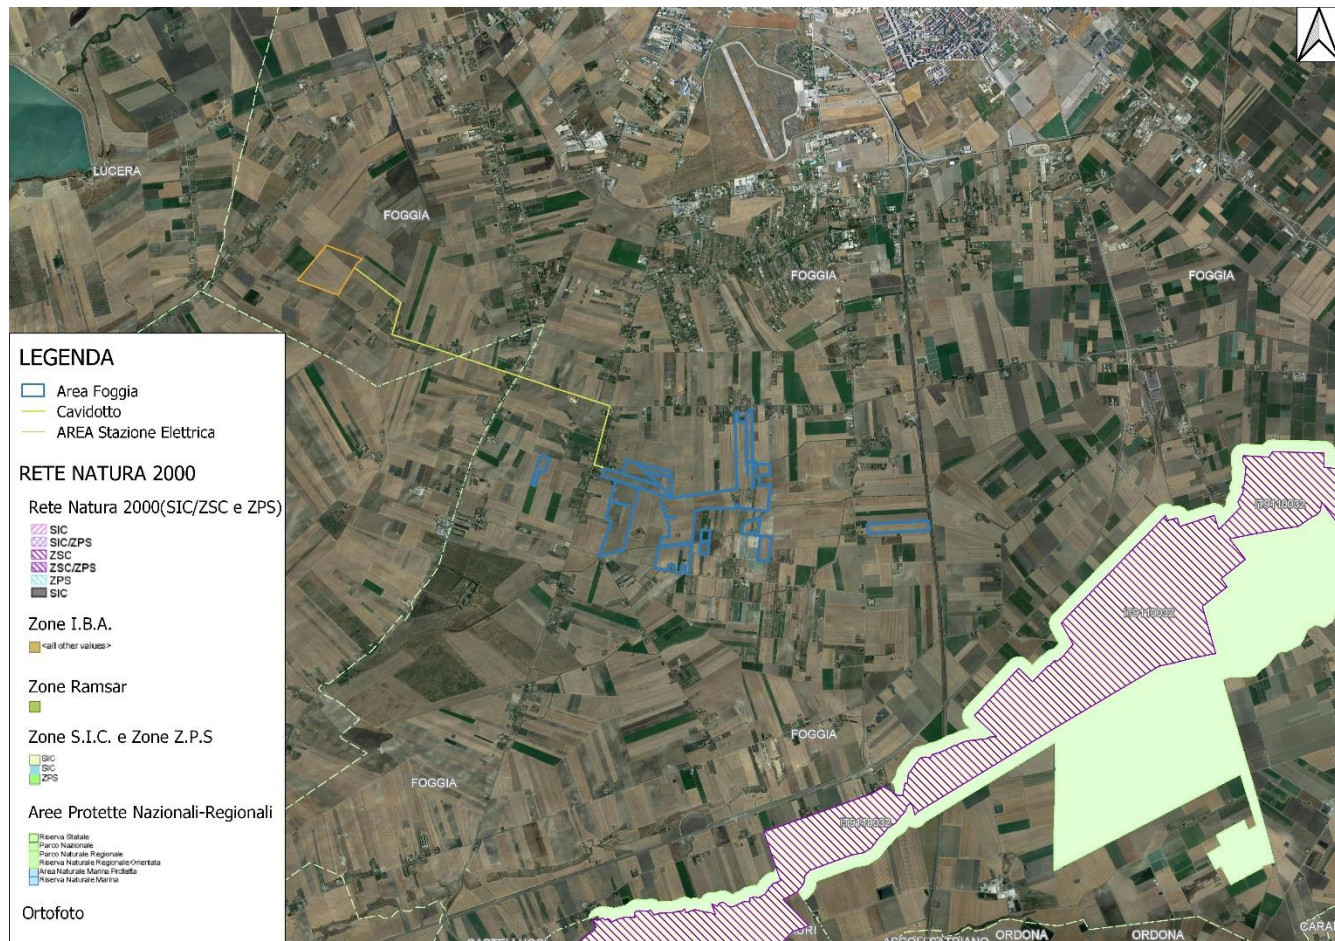 LUCERA
FOGGIA
FOGGIA
FOGGIA
LEGENDA
Area Foggia
Cavidotto
AREA Stazione Elettrica
RETE NATURA 2000
Rete Natura 2000(SIC/ZSC e ZPS)
SIC
SIC/ZPS
ZSC
ZSC/ZPS
ZPS
SIC
Zone I.B.A.
<all other values>
Zone Ramsar
Zone S.I.C. e Zone Z.P.S
SIC
SIC
ZPS
Aree Protette Nazionali-Regionali
Riserva Statale
Parco Nazionale
Parco Naturale Regionale
Riserva Naturale Regionale Orientata
Area Naturale Marina Protetta
Riserva Naturale Marina
Ortofoto
IT9110032
IT9110032
FOGGIA
FOGGIA
IT9110032
ORDONA
ORDONA